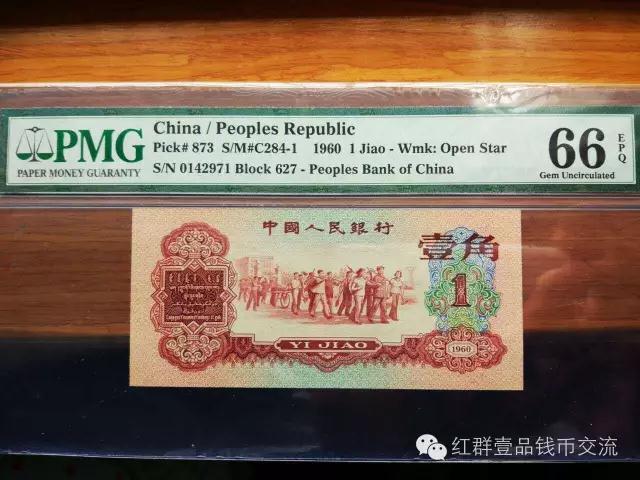 PMG
PAPER MONEY GUARANTY
China / Peoples Republic
Pick# 873 S/M#C284-1 1960 1 Jiao - Wmk: Open Star
S/N 0142971 Block 627 - Peoples Bank of China
66
EPQ
Gem Uncirculated
中國人民銀行
壹角
1
YI JIAO
1960
红群壹品钱币交流